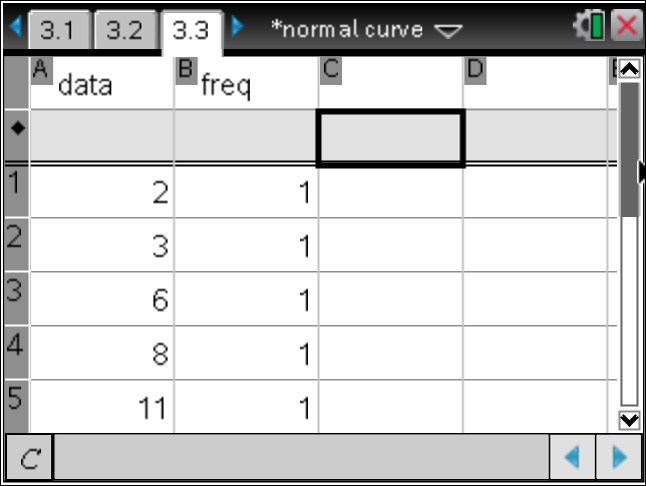 3.1 3.2 3.3 *normal curve
A data B freq C D E
1 2 1
2 3 1
3 6 1
4 8 1
5 11 1
C